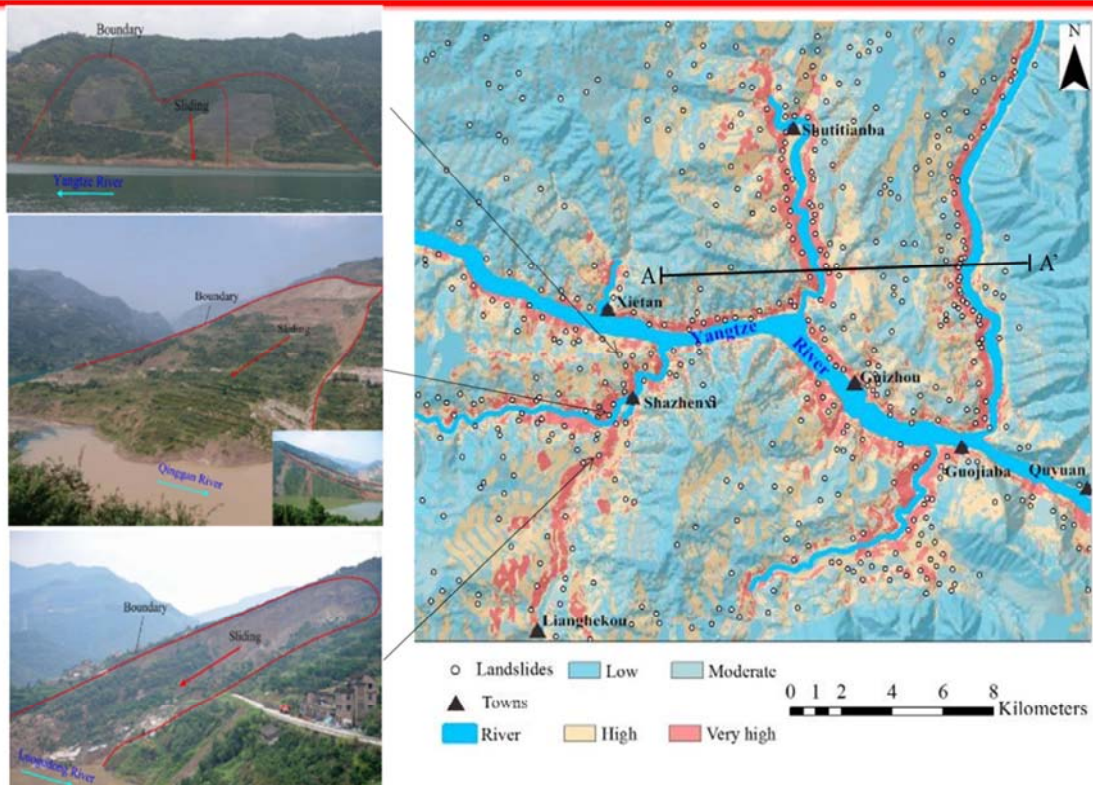 Boundary
Sliding
Yangtze River
Boundary
Sliding
Qinggan River
Boundary
Sliding
River
N
Shutitianba
A
A'
Xietan
Yangtze
River
Guizhou
Shazhenxi
Guojiaba
Quyuan
Lianghekou
Landslides
Low
Moderate
Towns
River
High
Very high
0 1 2 4 6 8
Kilometers